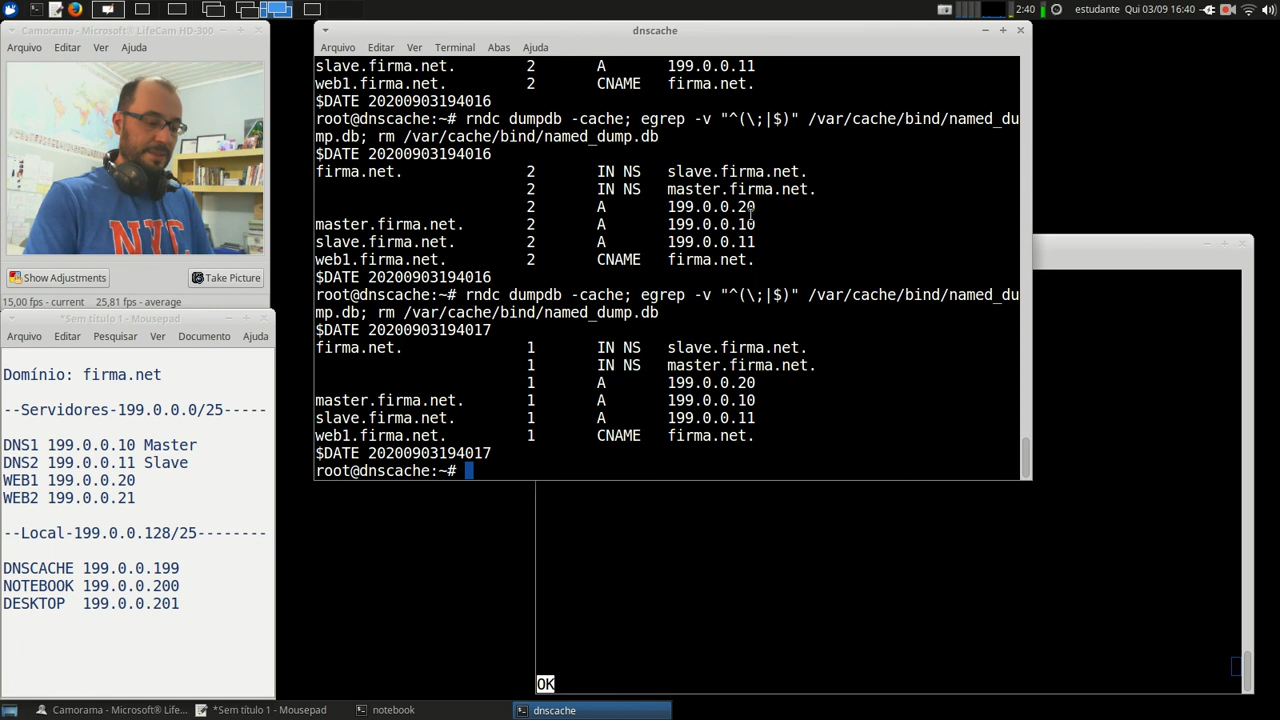 2:40
estudante
Qui 03/09 16:40
Camorama - Microsoft® LifeCam HD-300
Arquivo Editar Ver Ajuda
Show Adjustments
Take Picture
15,00 fps - current 25,81 fps - average
*Sem título 1 - Mousepad
Arquivo Editar Pesquisar Ver Documento Ajuda
Domínio: firma.net
--Servidores-199.0.0.0/25-----
DNS1 199.0.0.10 Master
DNS2 199.0.0.11 Slave
WEB1 199.0.0.20
WEB2 199.0.0.21
--Local-199.0.0.128/25--------
DNSCACHE 199.0.0.199
NOTEBOOK 199.0.0.200
DESKTOP 199.0.0.201
dnscache
Arquivo Editar Ver Terminal Abas Ajuda
slave.firma.net. 2 A 199.0.0.11
web1.firma.net. 2 CNAME firma.net.
$DATE 20200903194016
root@dnscache:~# rndc dumpdb -cache; egrep -v "^(\;|$)" /var/cache/bind/named_du
mp.db; rm /var/cache/bind/named_dump.db
$DATE 20200903194016
firma.net. 2 IN NS slave.firma.net.
2 IN NS master.firma.net.
2 A 199.0.0.20
master.firma.net. 2 A 199.0.0.10
slave.firma.net. 2 A 199.0.0.11
web1.firma.net. 2 CNAME firma.net.
$DATE 20200903194016
root@dnscache:~# rndc dumpdb -cache; egrep -v "^(\;|$)" /var/cache/bind/named_du
mp.db; rm /var/cache/bind/named_dump.db
$DATE 20200903194017
firma.net. 1 IN NS slave.firma.net.
1 IN NS master.firma.net.
1 A 199.0.0.20
master.firma.net. 1 A 199.0.0.10
slave.firma.net. 1 A 199.0.0.11
web1.firma.net. 1 CNAME firma.net.
$DATE 20200903194017
root@dnscache:~#
OK
Camorama - Microsoft® LifeC...
*Sem título 1 - Mousepad
notebook
dnscache